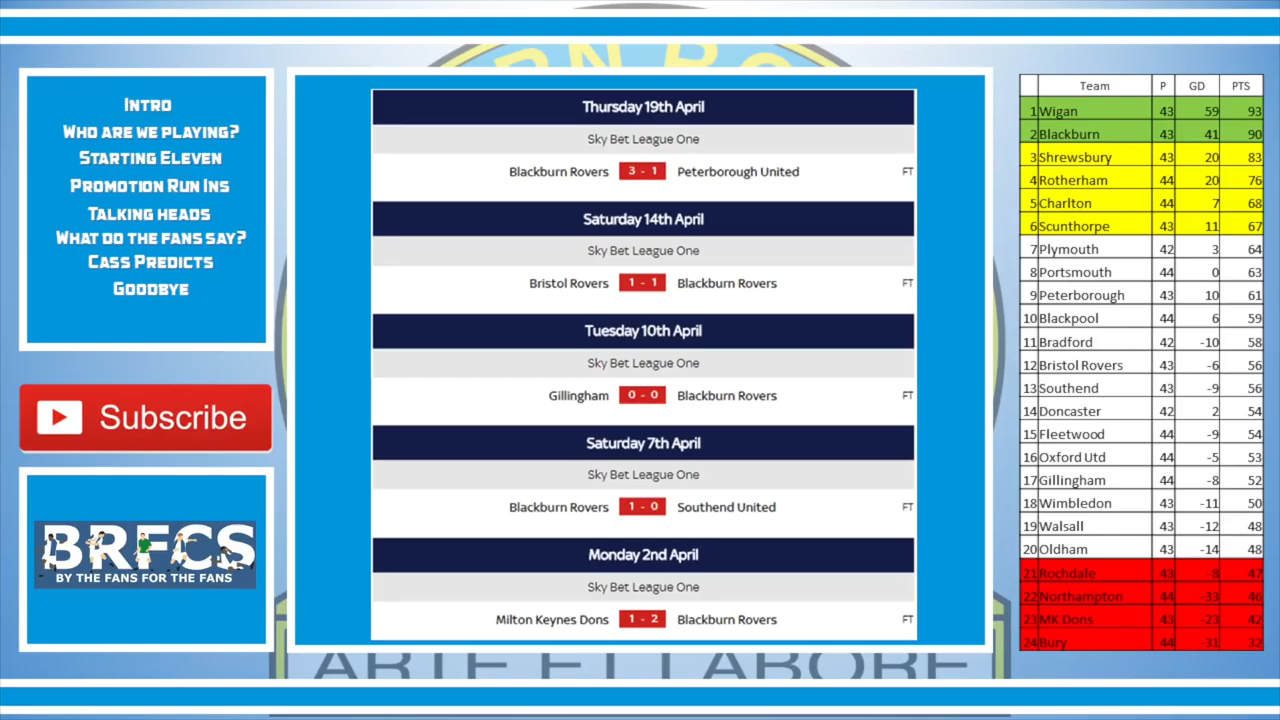 RN RO
INTRO
WHO ARE WE PLAYING?
STARTING ELEVEN
PROMOTION RUN INS
TALKING HEADS
WHAT DO THE FANS SAY?
CASS PREDICTS
GOODBYE
Subscribe
BRFCS
BY THE FANS FOR THE FANS
Thursday 19th April
Sky Bet League One
Blackburn Rovers 3 - 1 Peterborough United FT
Saturday 14th April
Sky Bet League One
Bristol Rovers 1 - 1 Blackburn Rovers FT
Tuesday 10th April
Sky Bet League One
Gillingham 0 - 0 Blackburn Rovers FT
Saturday 7th April
Sky Bet League One
Blackburn Rovers 1 - 0 Southend United FT
Monday 2nd April
Sky Bet League One
Milton Keynes Dons 1 - 2 Blackburn Rovers FT
ARTE ET LABORE
Team P GD PTS
1 Wigan 43 59 93
2 Blackburn 43 41 90
3 Shrewsbury 43 20 83
4 Rotherham 44 20 76
5 Charlton 44 7 68
6 Scunthorpe 43 11 67
7 Plymouth 42 3 64
8 Portsmouth 44 0 63
9 Peterborough 43 10 61
10 Blackpool 44 6 59
11 Bradford 42 -10 58
12 Bristol Rovers 43 -6 56
13 Southend 43 -9 56
14 Doncaster 42 2 54
15 Fleetwood 44 -9 54
16 Oxford Utd 44 -5 53
17 Gillingham 44 -8 52
18 Wimbledon 43 -11 50
19 Walsall 43 -12 48
20 Oldham 43 -14 48
21 Rochdale 43 -8 47
22 Northampton 44 -33 46
23 MK Dons 43 -23 42
24 Bury 44 -31 32